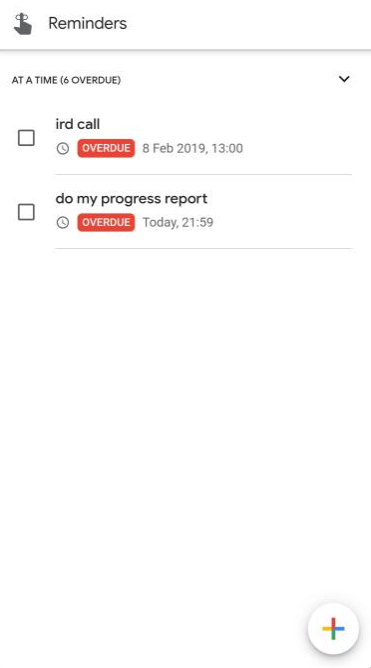 Reminders
AT A TIME (6 OVERDUE)
ird call
OVERDUE 8 Feb 2019, 13:00
do my progress report
OVERDUE Today, 21:59